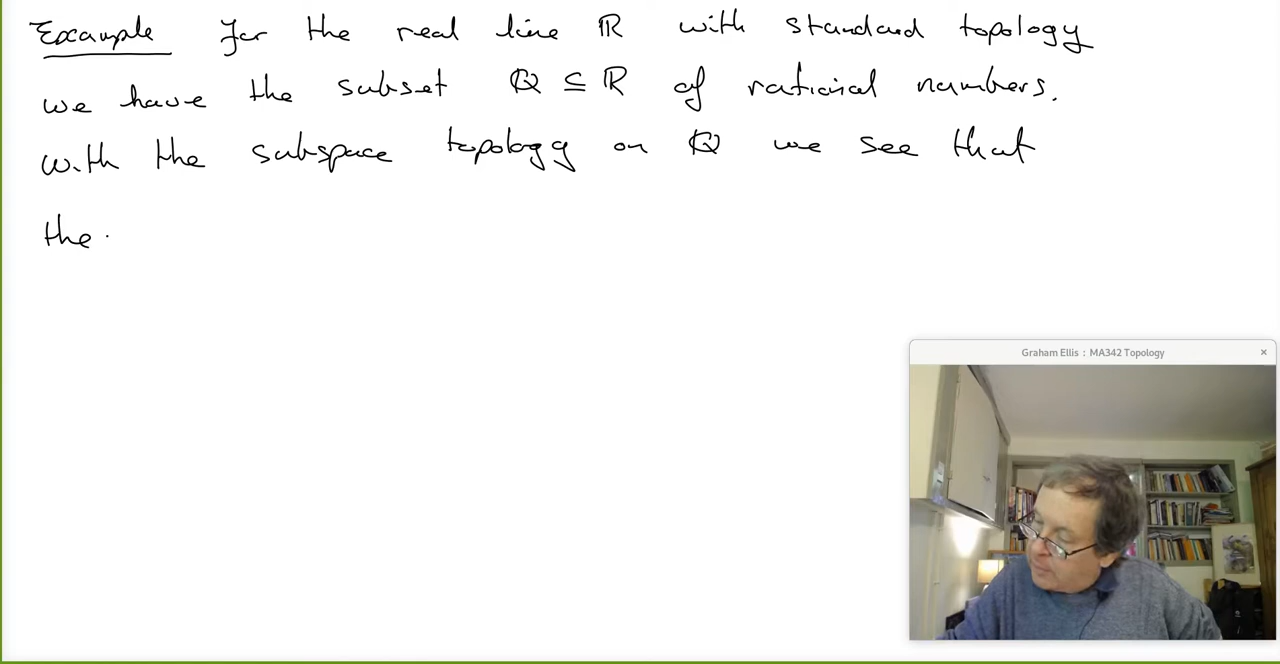 Example For the real line ℝ with standard topology
we have the subset ℚ ⊆ ℝ of rational numbers.
With the subspace topology on ℚ we see that
the
Graham Ellis : MA342 Topology ×